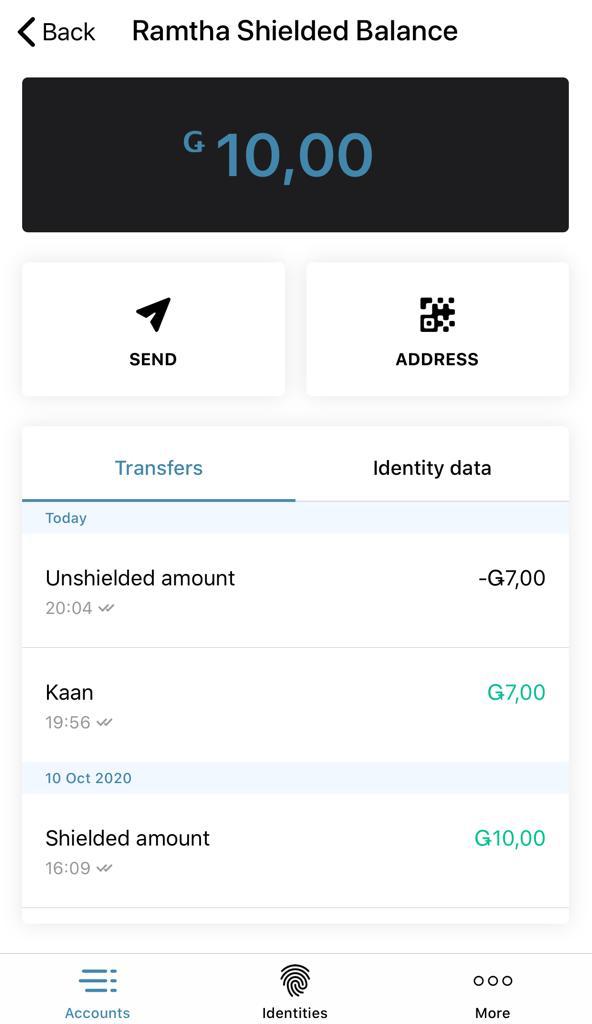 Back
Ramtha Shielded Balance
Ǥ 10,00
SEND
ADDRESS
Transfers
Identity data
Today
Unshielded amount
-Ǥ7,00
20:04
Kaan
Ǥ7,00
19:56
10 Oct 2020
Shielded amount
Ǥ10,00
16:09
Accounts
Identities
More